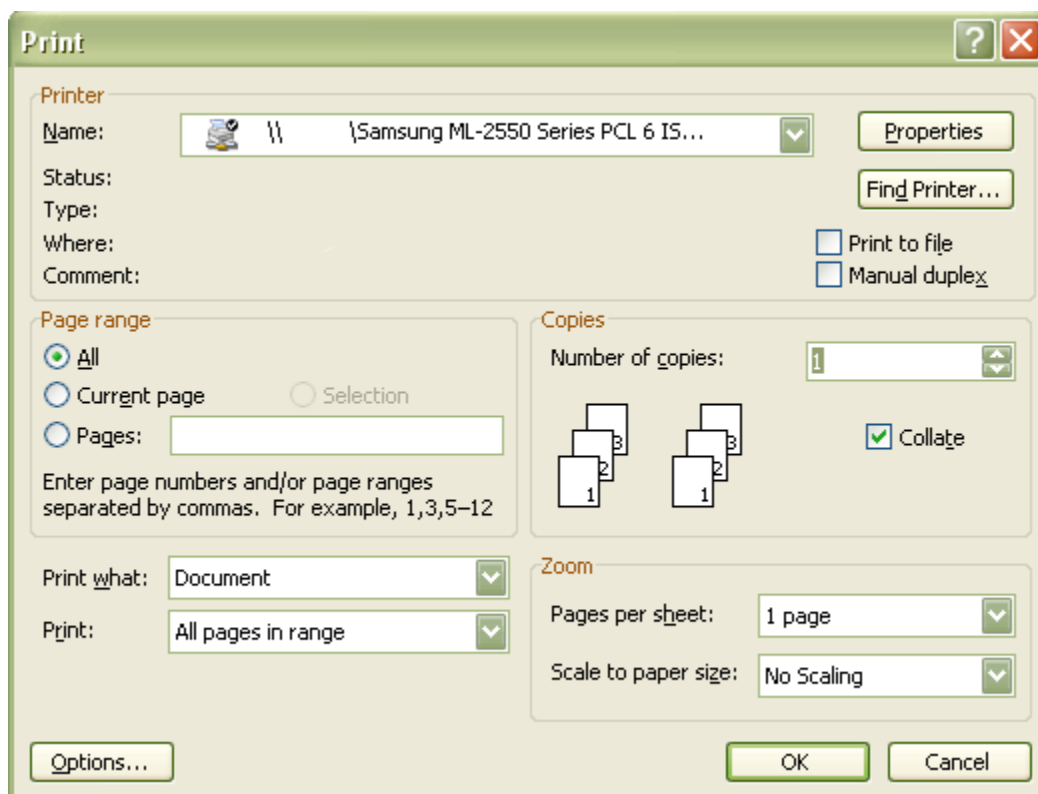 Print
Printer
Name: \\ \Samsung ML-2550 Series PCL 6 IS... Properties
Status: Find Printer...
Type:
Where: Print to file
Comment: Manual duplex
Page range
All
Current page Selection
Pages:
Enter page numbers and/or page ranges
separated by commas. For example, 1,3,5–12
Copies
Number of copies: 1
3 3
2 2 Collate
1 1
Print what: Document
Print: All pages in range
Zoom
Pages per sheet: 1 page
Scale to paper size: No Scaling
Options... OK Cancel